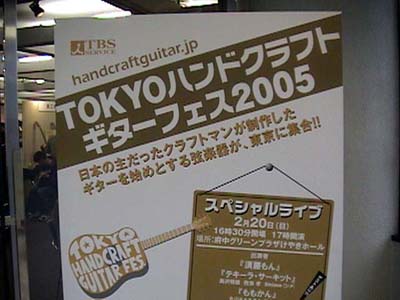 TBS
SERVICE
handcraftguitar.jp
TOKYOハンドクラフト
ギターフェス2005
日本の主だったクラフトマンが制作した
ギターを始めとする弦楽器が、東京に集合!!
TOKYO
HANDCRAFT
GUITAR FES
スペシャルライブ
2月20日(日)
16時30分開場 17時開演
場所:府中グリーンプラザけやきホール
出演者
『須藤もん』
『テキーラ・サーキット』
『ももかん』